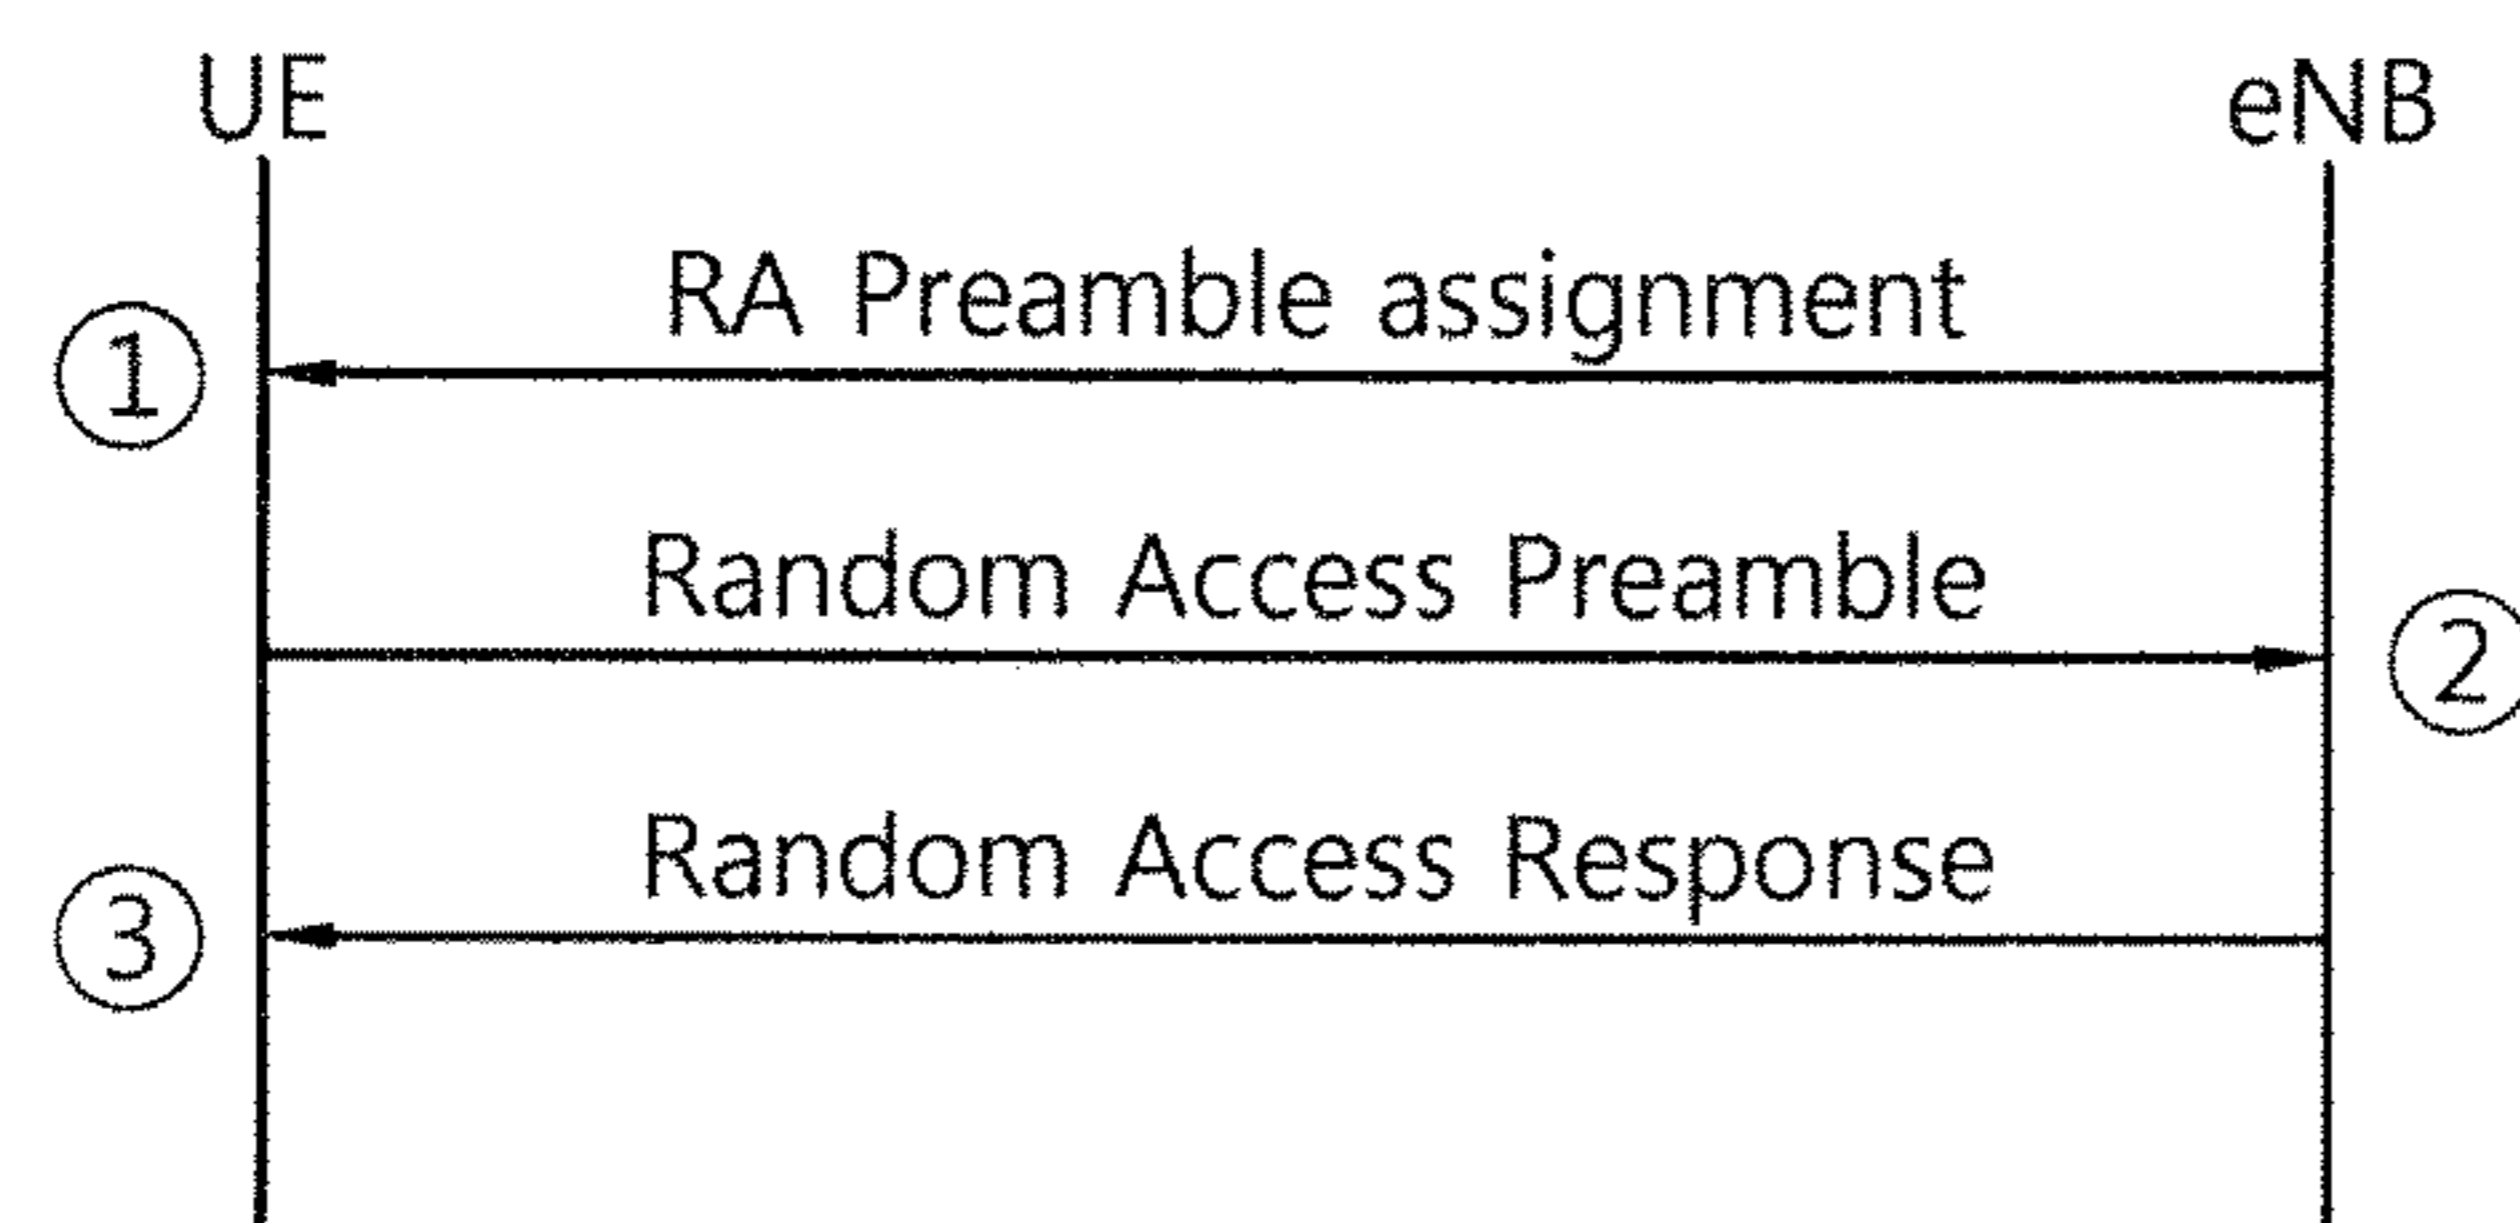 UE eNB
RA Preamble assignment
①
Random Access Preamble
②
Random Access Response
③